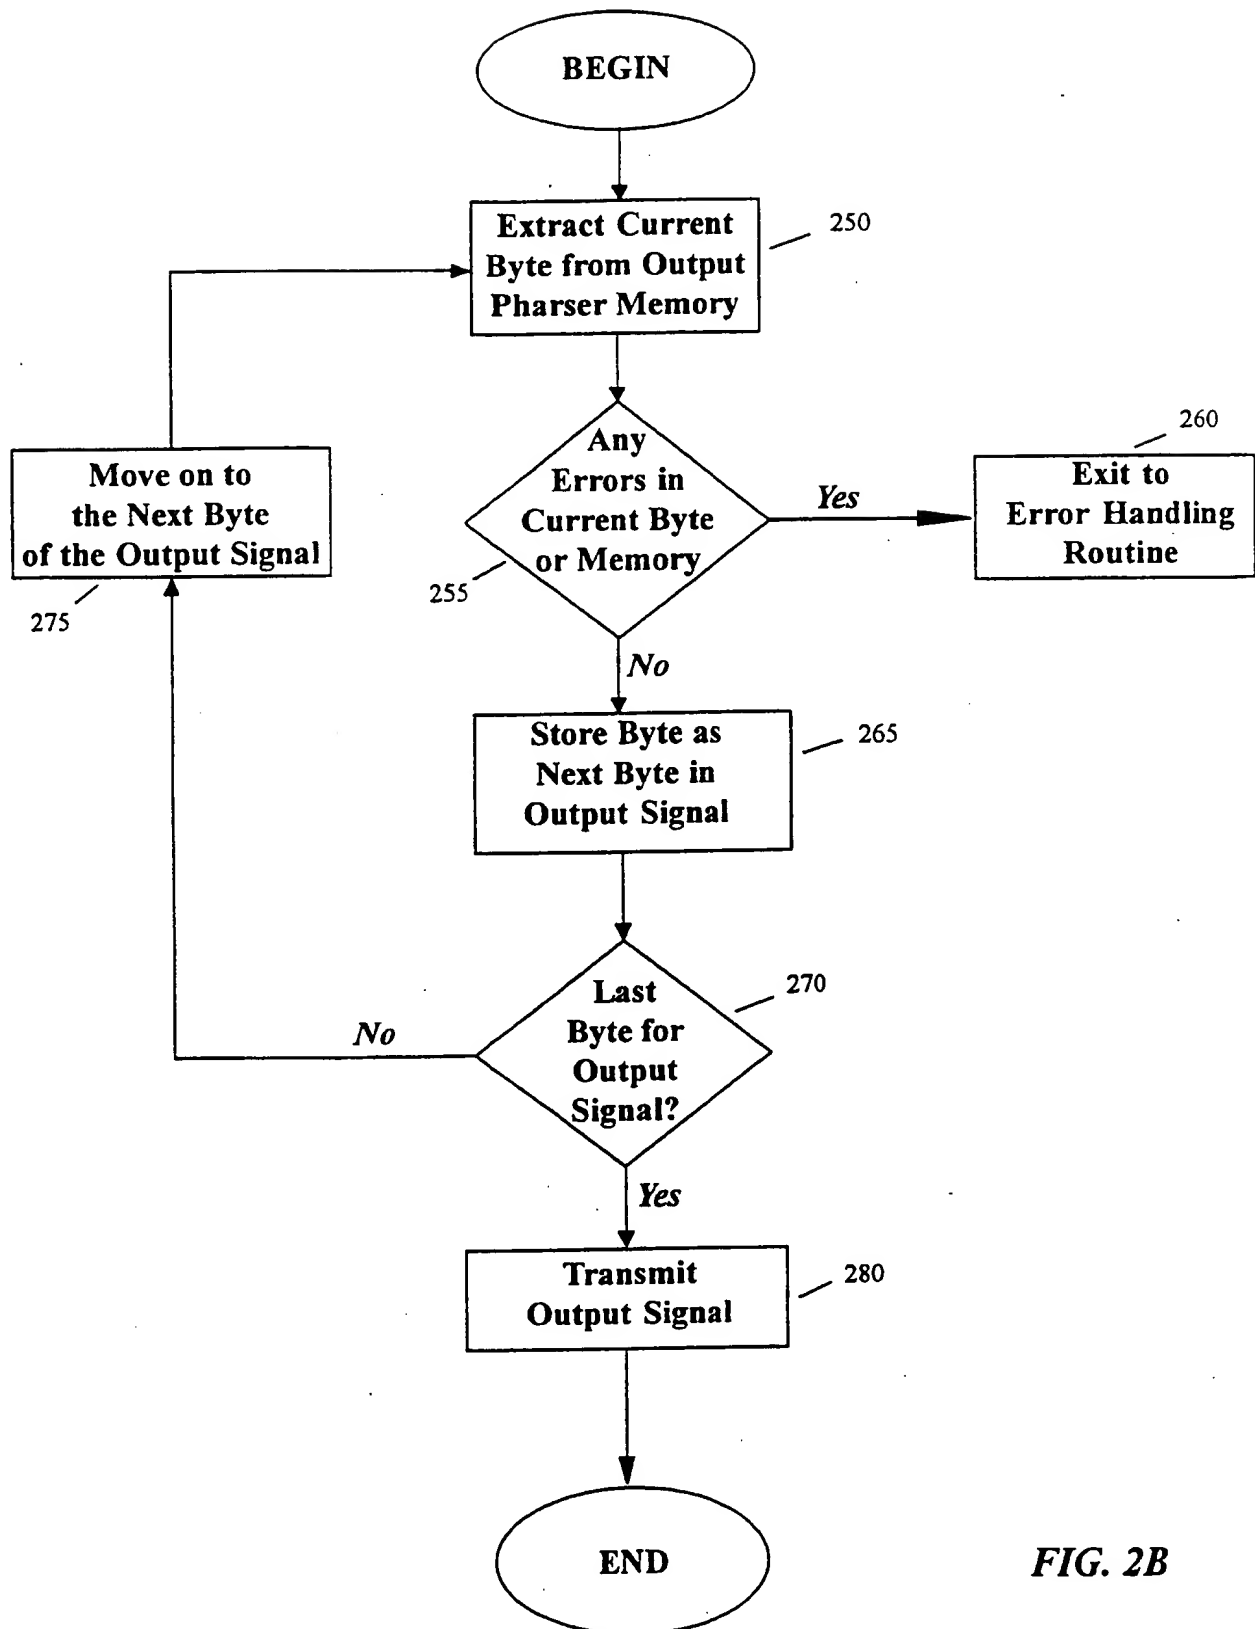 BEGIN
Extract Current
Byte from Output
Pharser Memory
250
Any
Errors in
Current Byte
or Memory
255
Yes
260
Exit to
Error Handling
Routine
Move on to
the Next Byte
of the Output Signal
275
No
Store Byte as
Next Byte in
Output Signal
265
Last
Byte for
Output
Signal?
270
No
Yes
Transmit
Output Signal
280
END
FIG. 2B